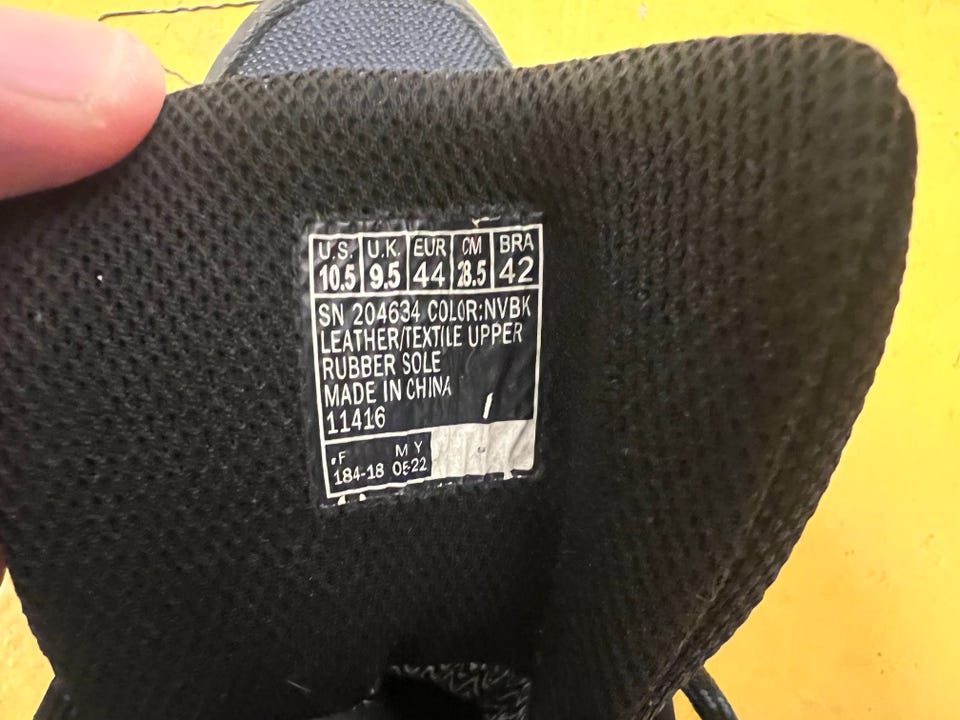 U.S. U.K. EUR CM BRA
10.5 9.5 44 28.5 42
SN 204634 COLOR:NVBK
LEATHER/TEXTILE UPPER
RUBBER SOLE
MADE IN CHINA
11416
F M Y
184-18 05-22